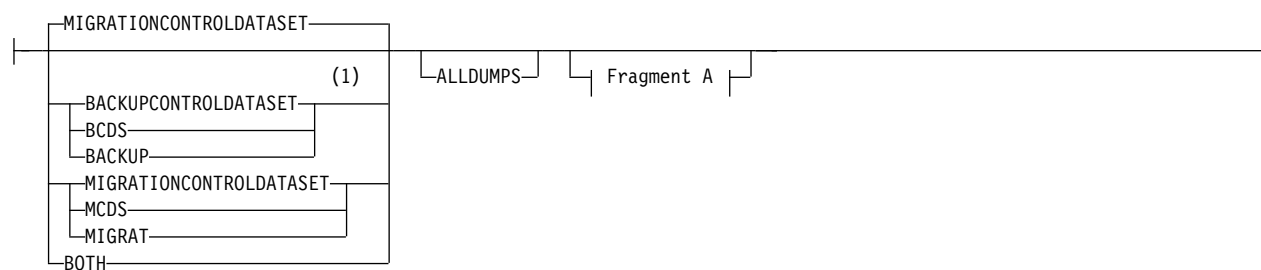 MIGRATIONCONTROLDATASET
(1) ALLDUMPS Fragment A
BACKUPCONTROLDATASET
BCDS
BACKUP
MIGRATIONCONTROLDATASET
MCDS
MIGRAT
BOTH